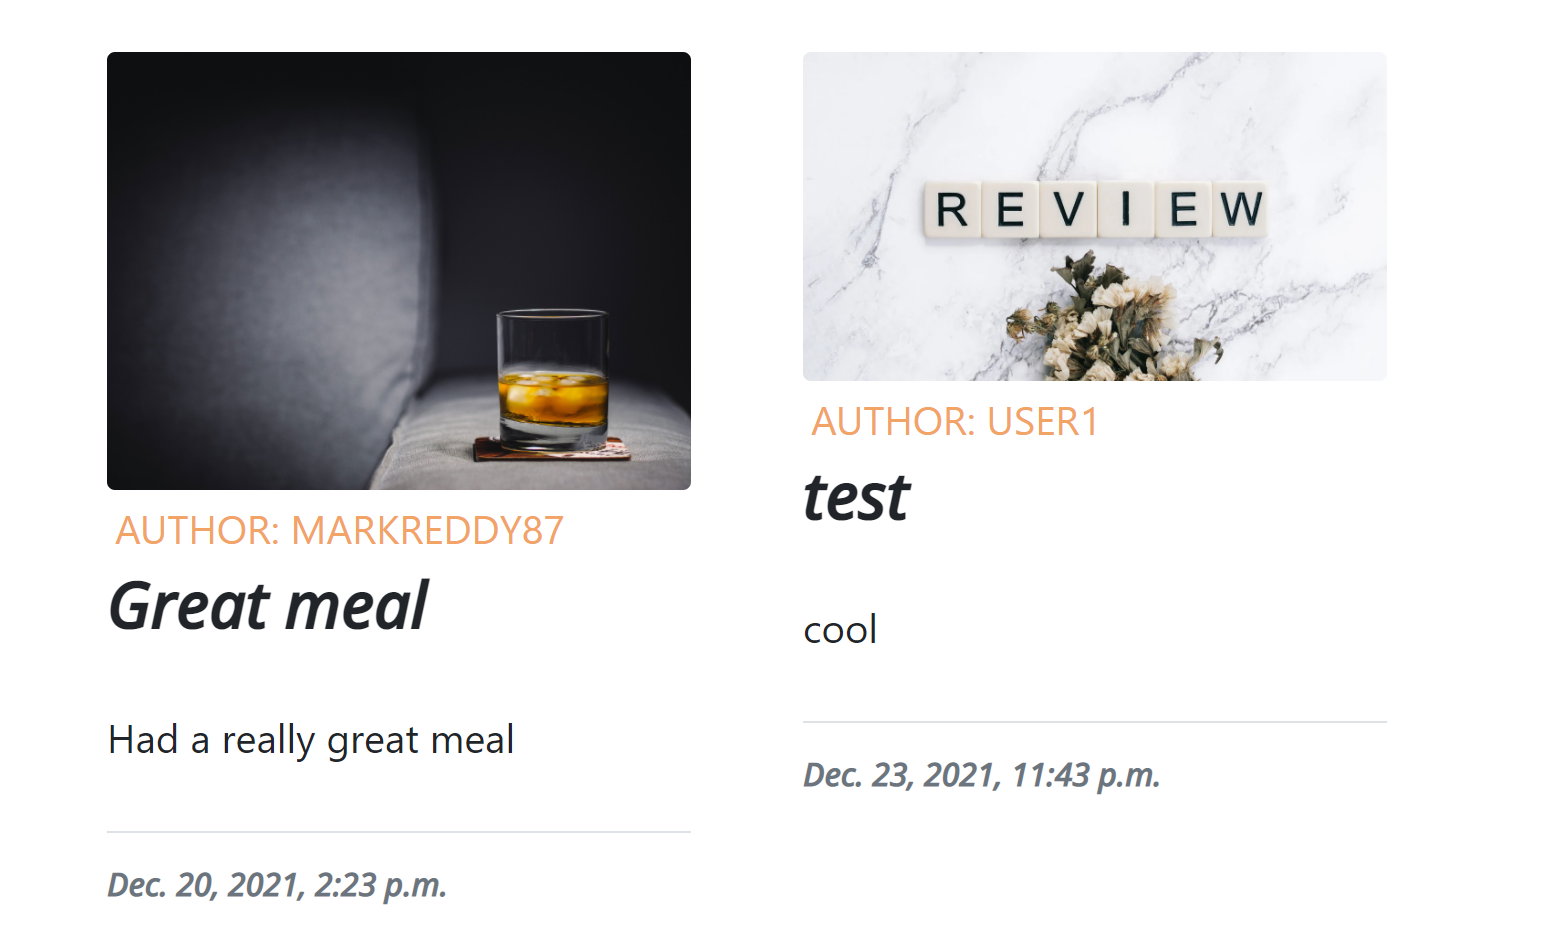 AUTHOR: MARKREDDY87
Great meal
Had a really great meal
Dec. 20, 2021, 2:23 p.m.
REVIEW
AUTHOR: USER1
test
cool
Dec. 23, 2021, 11:43 p.m.